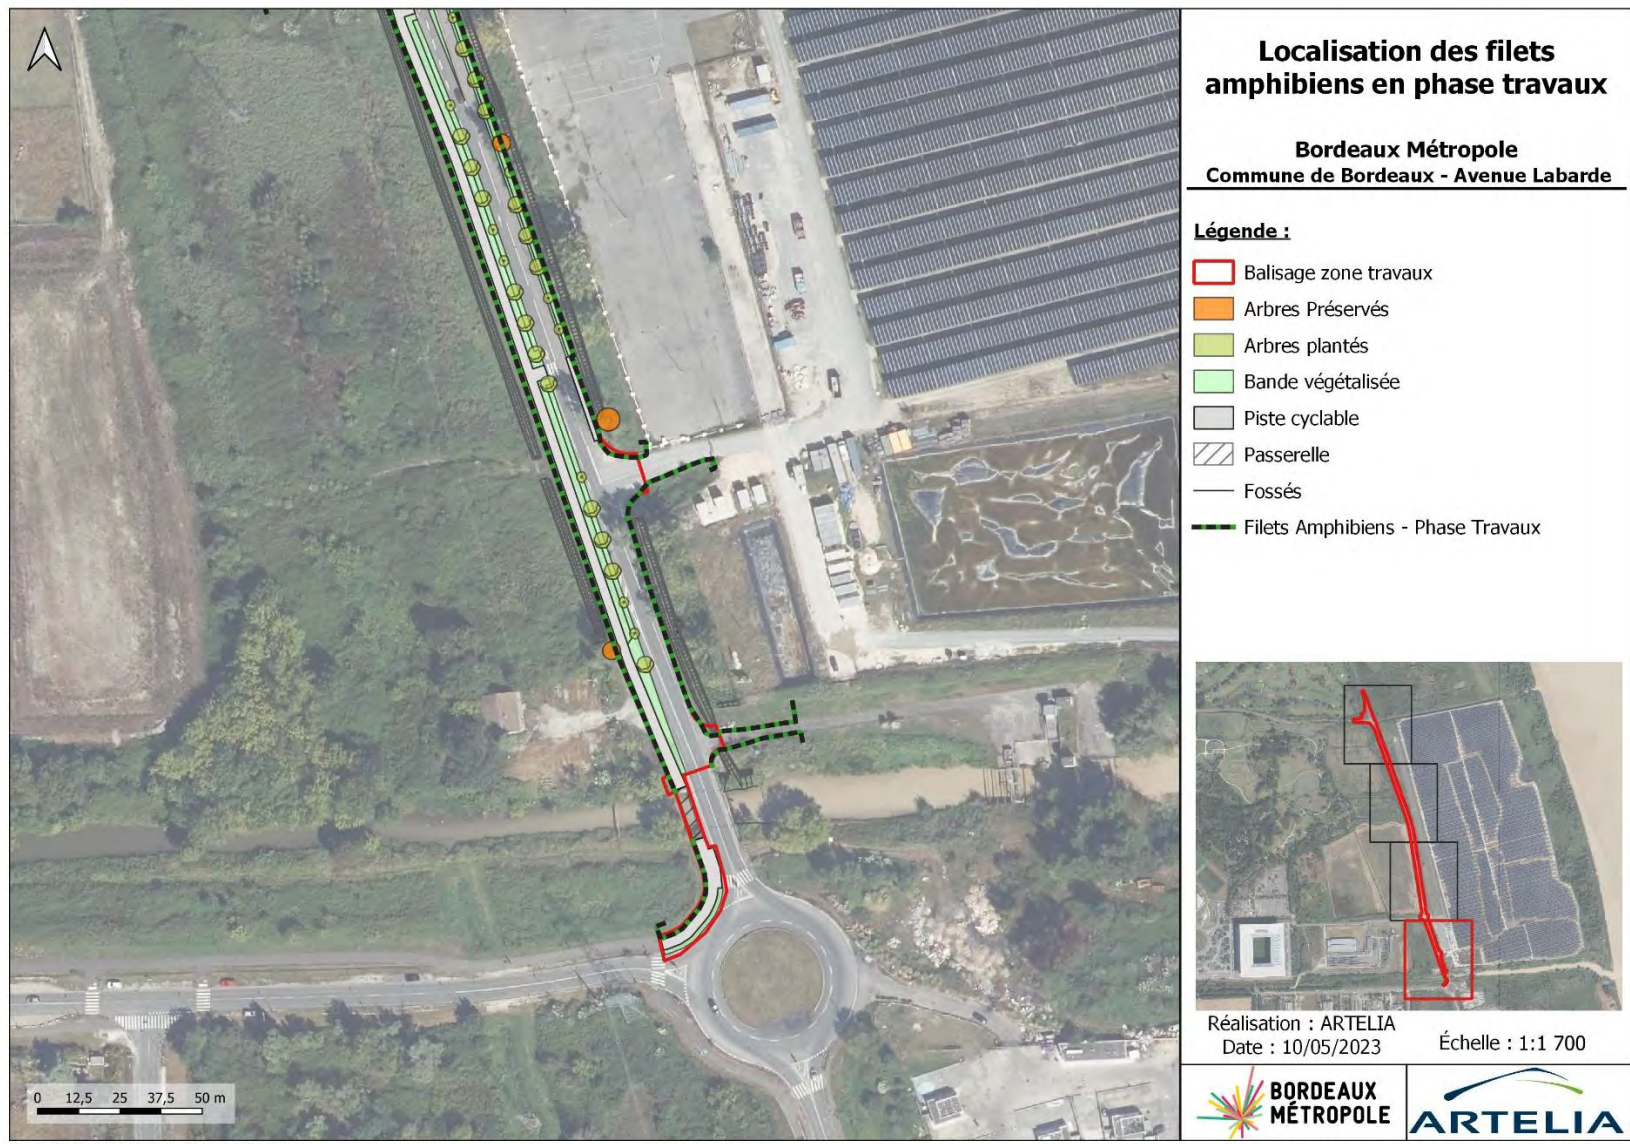 Localisation des filets
amphibiens en phase travaux
Bordeaux Métropole
Commune de Bordeaux - Avenue Labarde
Légende :
Balisage zone travaux
Arbres Préservés
Arbres plantés
Bande végétalisée
Piste cyclable
Passerelle
Fossés
Filets Amphibiens - Phase Travaux
Réalisation : ARTELIA
Date : 10/05/2023
Échelle : 1:1 700
0 12,5 25 37,5 50 m
BORDEAUX
MÉTROPOLE
ARTELIA